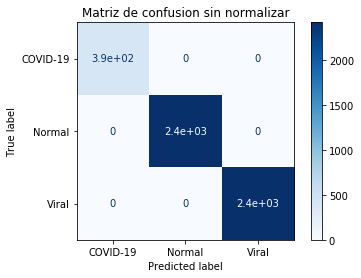 Matriz de confusion sin normalizar
COVID-19
3.9e+02 0 0
Normal
0 2.4e+03 0
Viral
0 0 2.4e+03
True label
COVID-19 Normal Viral
Predicted label
2000
1500
1000
500
0